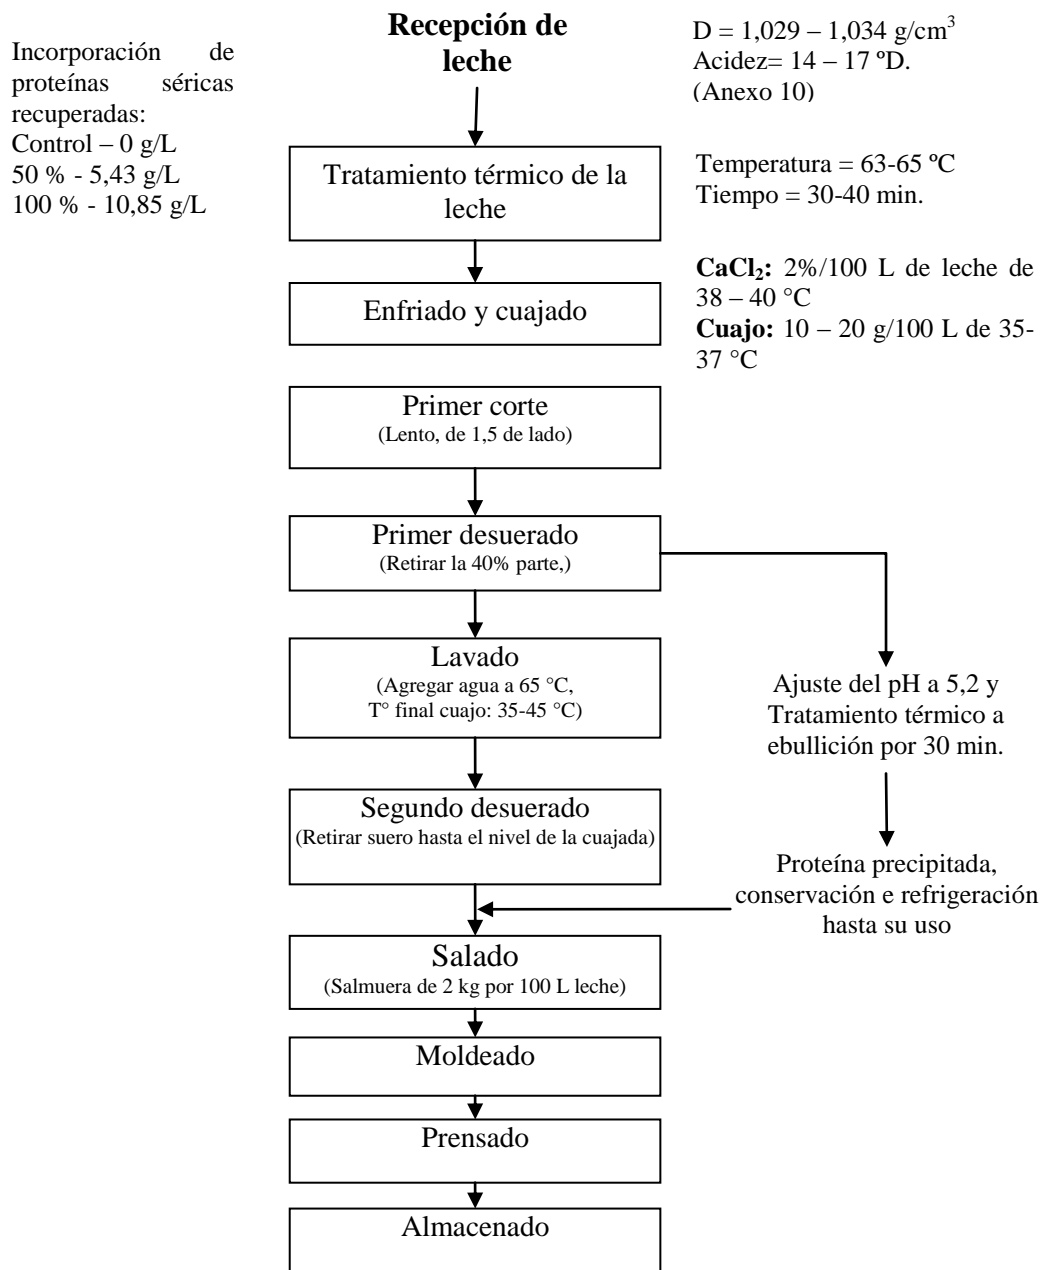 Recepción de
leche
Incorporación de
proteínas séricas
recuperadas:
Control – 0 g/L
50 % - 5,43 g/L
100 % - 10,85 g/L
D = 1,029 – 1,034 g/cm³
Acidez= 14 – 17 ºD.
(Anexo 10)
Tratamiento térmico de la
leche
Temperatura = 63-65 ºC
Tiempo = 30-40 min.
Enfriado y cuajado
CaCl₂: 2%/100 L de leche de
38 – 40 °C
Cuajo: 10 – 20 g/100 L de 35-
37 °C
Primer corte
(Lento, de 1,5 de lado)
Primer desuerado
(Retirar la 40% parte,)
Lavado
(Agregar agua a 65 °C,
T° final cuajo: 35-45 °C)
Ajuste del pH a 5,2 y
Tratamiento térmico a
ebullición por 30 min.
Segundo desuerado
(Retirar suero hasta el nivel de la cuajada)
Proteína precipitada,
conservación e refrigeración
hasta su uso
Salado
(Salmuera de 2 kg por 100 L leche)
Moldeado
Prensado
Almacenado